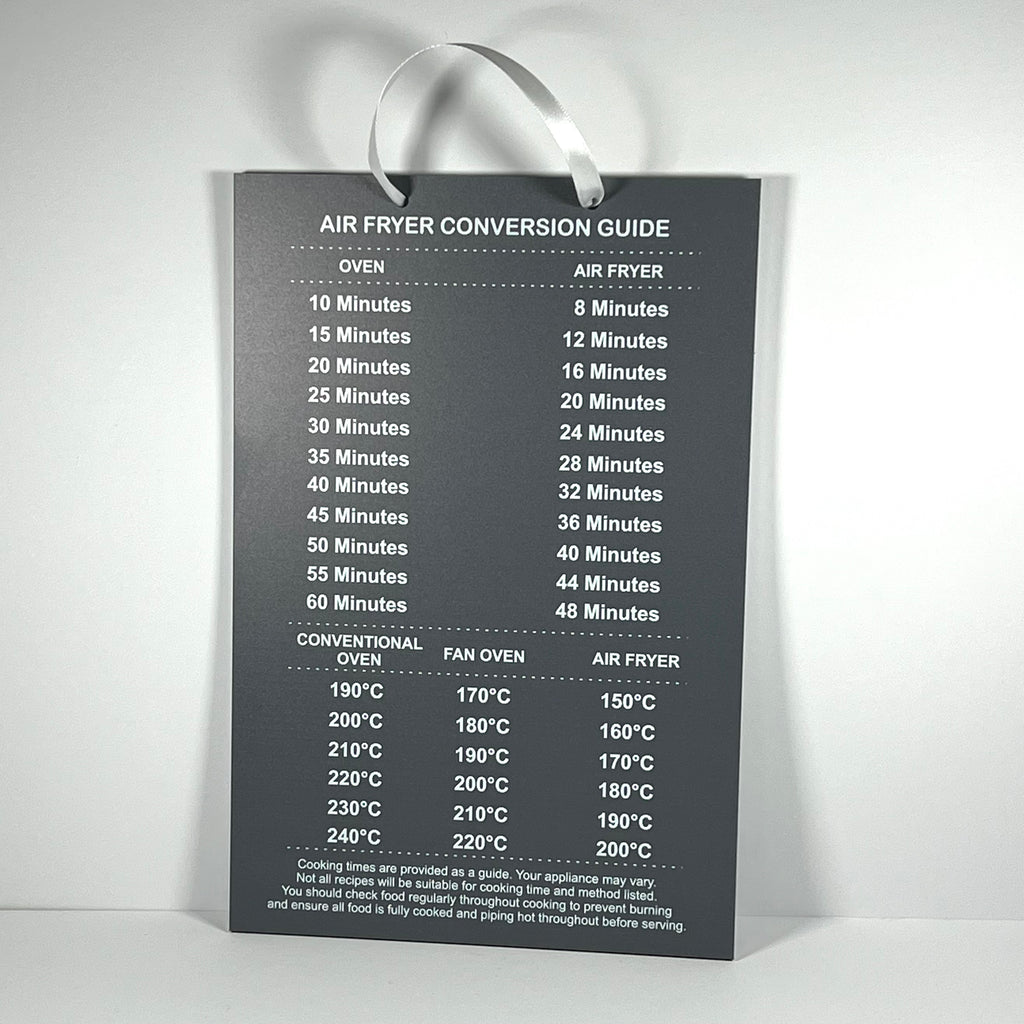 AIR FRYER CONVERSION GUIDE
OVEN AIR FRYER
10 Minutes 8 Minutes
15 Minutes 12 Minutes
20 Minutes 16 Minutes
25 Minutes 20 Minutes
30 Minutes 24 Minutes
35 Minutes 28 Minutes
40 Minutes 32 Minutes
45 Minutes 36 Minutes
50 Minutes 40 Minutes
55 Minutes 44 Minutes
60 Minutes 48 Minutes
CONVENTIONAL
OVEN FAN OVEN AIR FRYER
190°C 170°C 150°C
200°C 180°C 160°C
210°C 190°C 170°C
220°C 200°C 180°C
230°C 210°C 190°C
240°C 220°C 200°C
Cooking times are provided as a guide. Your appliance may vary.
Not all recipes will be suitable for cooking time and method listed.
You should check food regularly throughout cooking to prevent burning
and ensure all food is fully cooked and piping hot throughout before serving.